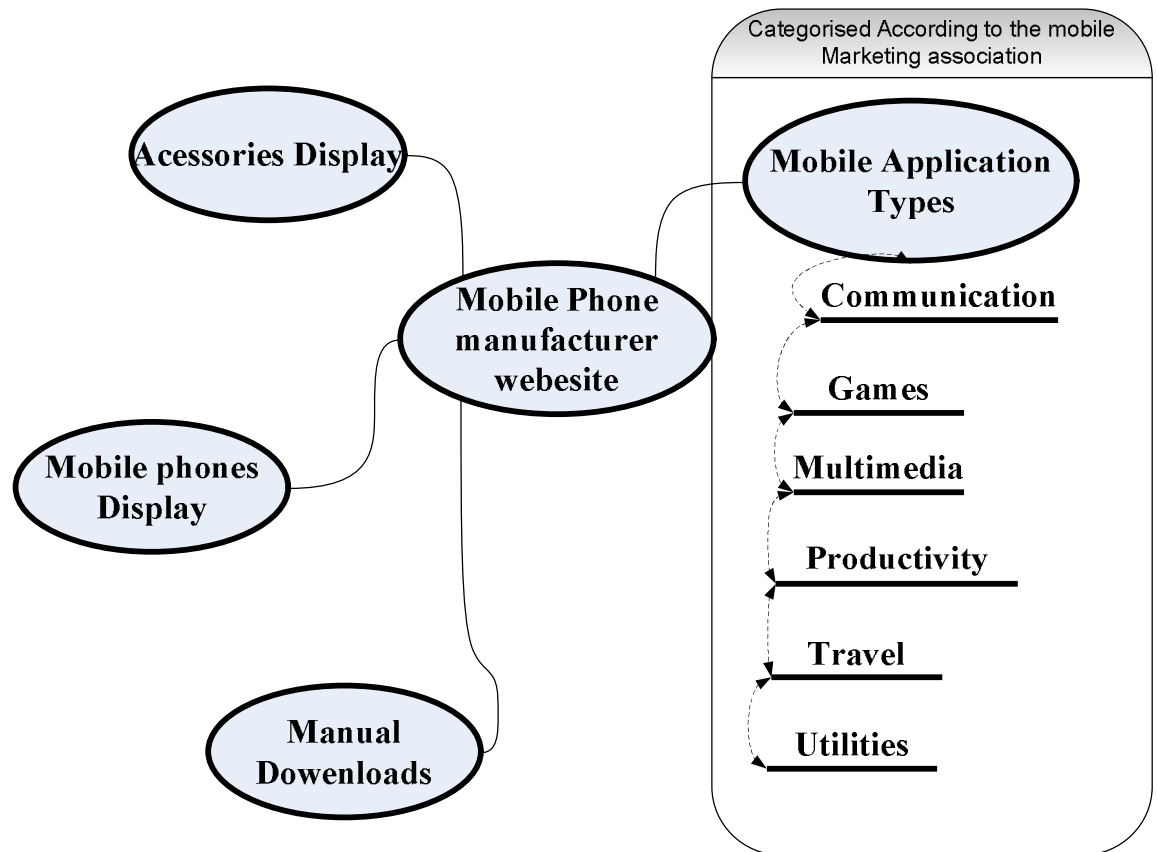 Categorised According to the mobile
Marketing association
Acessories Display
Mobile Application
Types
Mobile Phone
manufacturer
webesite
Communication
Games
Multimedia
Productivity
Travel
Utilities
Mobile phones
Display
Manual
Dowenloads